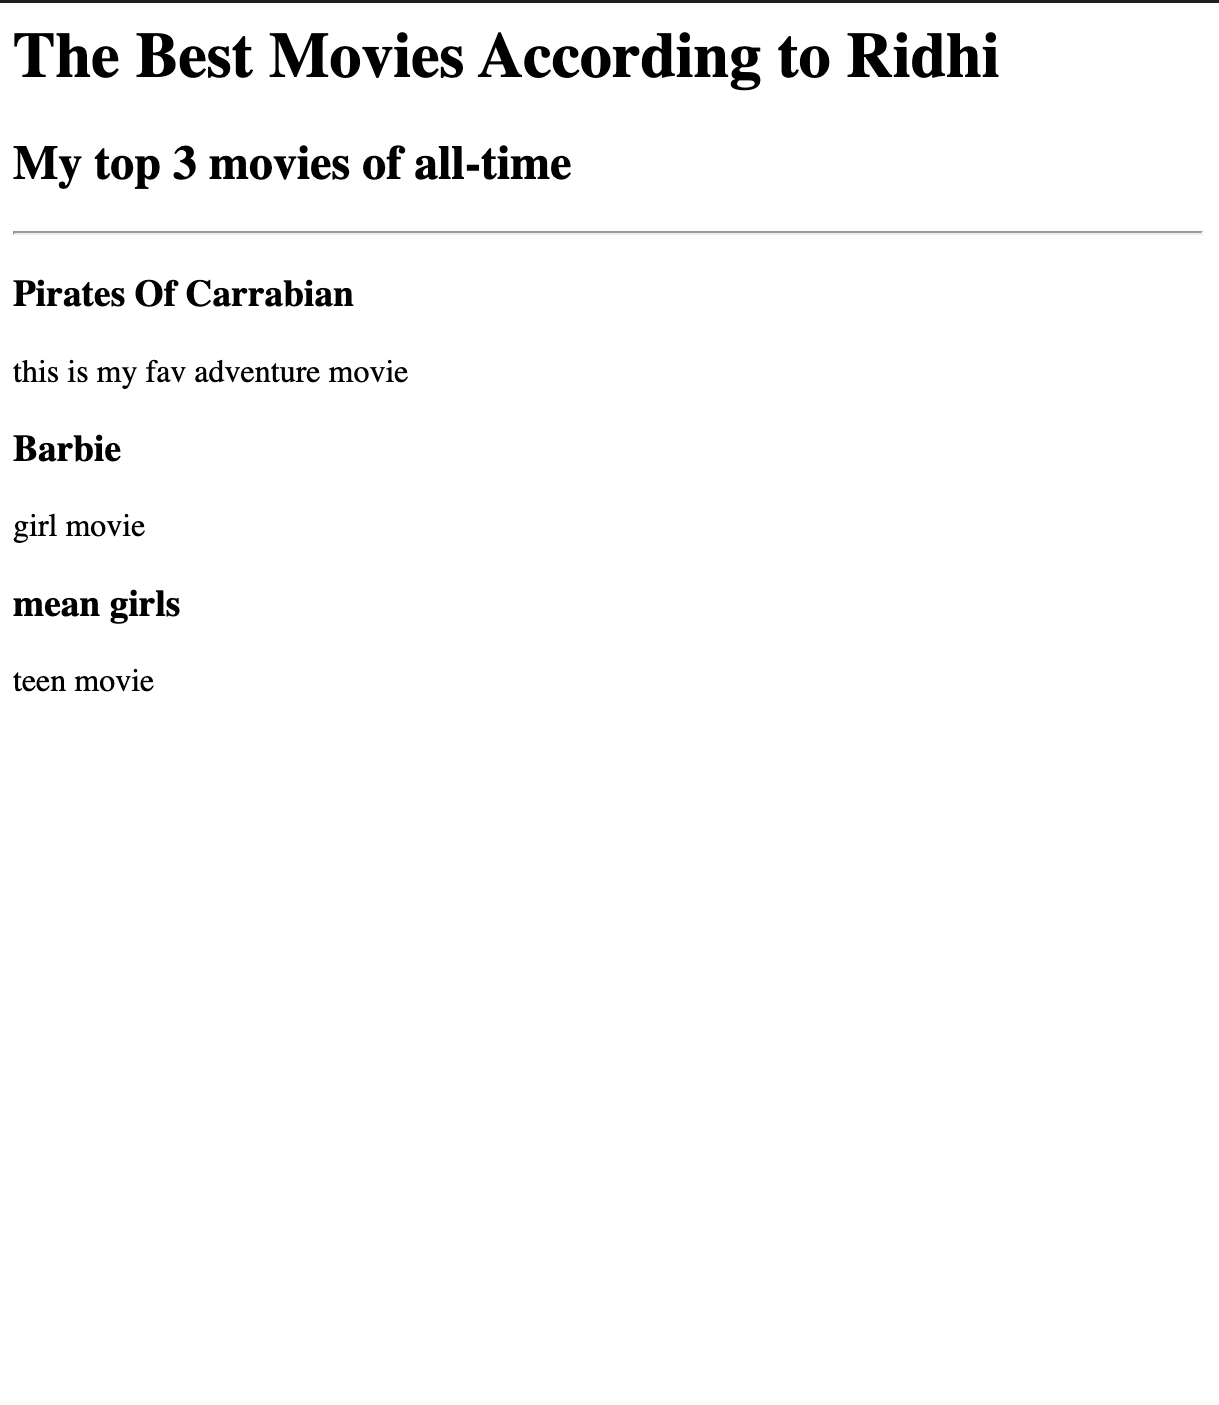 The Best Movies According to Ridhi
My top 3 movies of all-time
Pirates Of Carrabian
this is my fav adventure movie
Barbie
girl movie
mean girls
teen movie